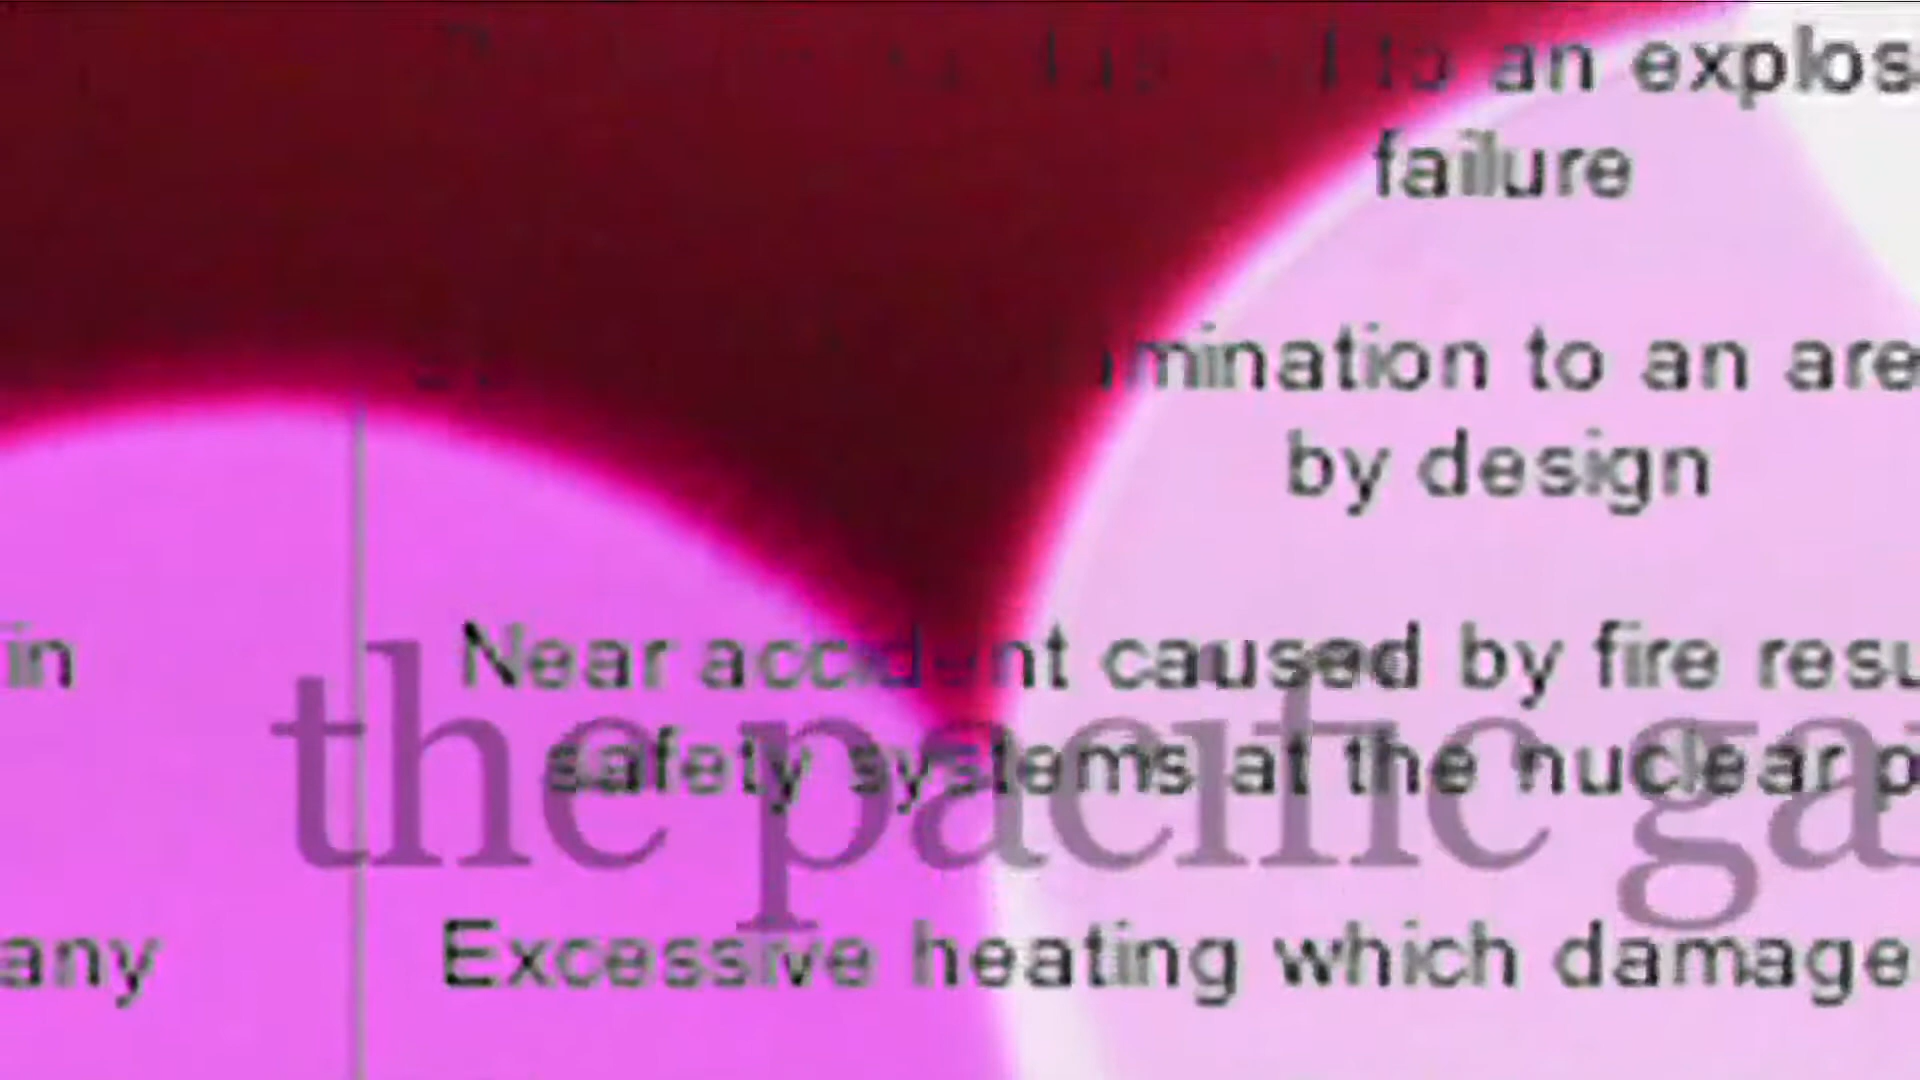 to an explos
failure
mination to an are
by design
in
Near accident caused by fire resu
the pacific ga
safety systems at the nuclear p
any
Excessive heating which damage